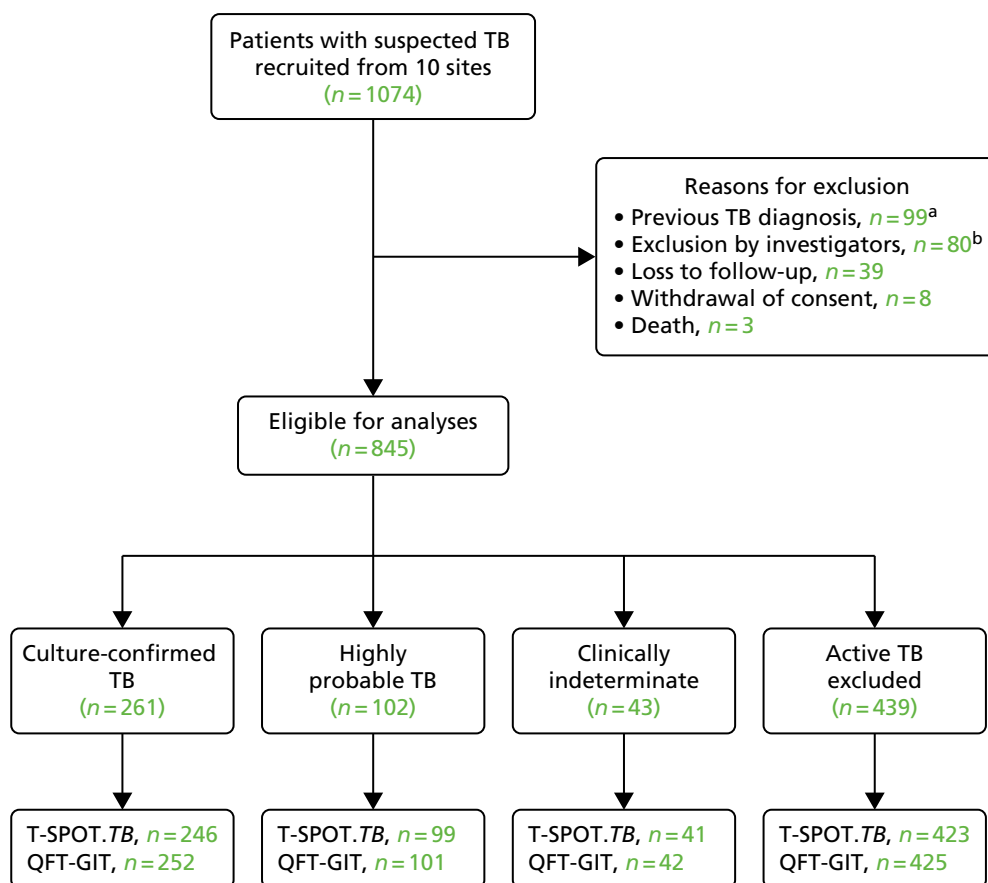 Patients with suspected TB
recruited from 10 sites
(n=1074)
Reasons for exclusion
• Previous TB diagnosis, n=99a
• Exclusion by investigators, n=80b
• Loss to follow-up, n=39
• Withdrawal of consent, n=8
• Death, n=3
Eligible for analyses
(n=845)
Culture-confirmed
TB
(n=261)
Highly
probable TB
(n=102)
Clinically
indeterminate
(n=43)
Active TB
excluded
(n=439)
T-SPOT.TB, n=246
QFT-GIT, n=252
T-SPOT.TB, n=99
QFT-GIT, n=101
T-SPOT.TB, n=41
QFT-GIT, n=42
T-SPOT.TB, n=423
QFT-GIT, n=425